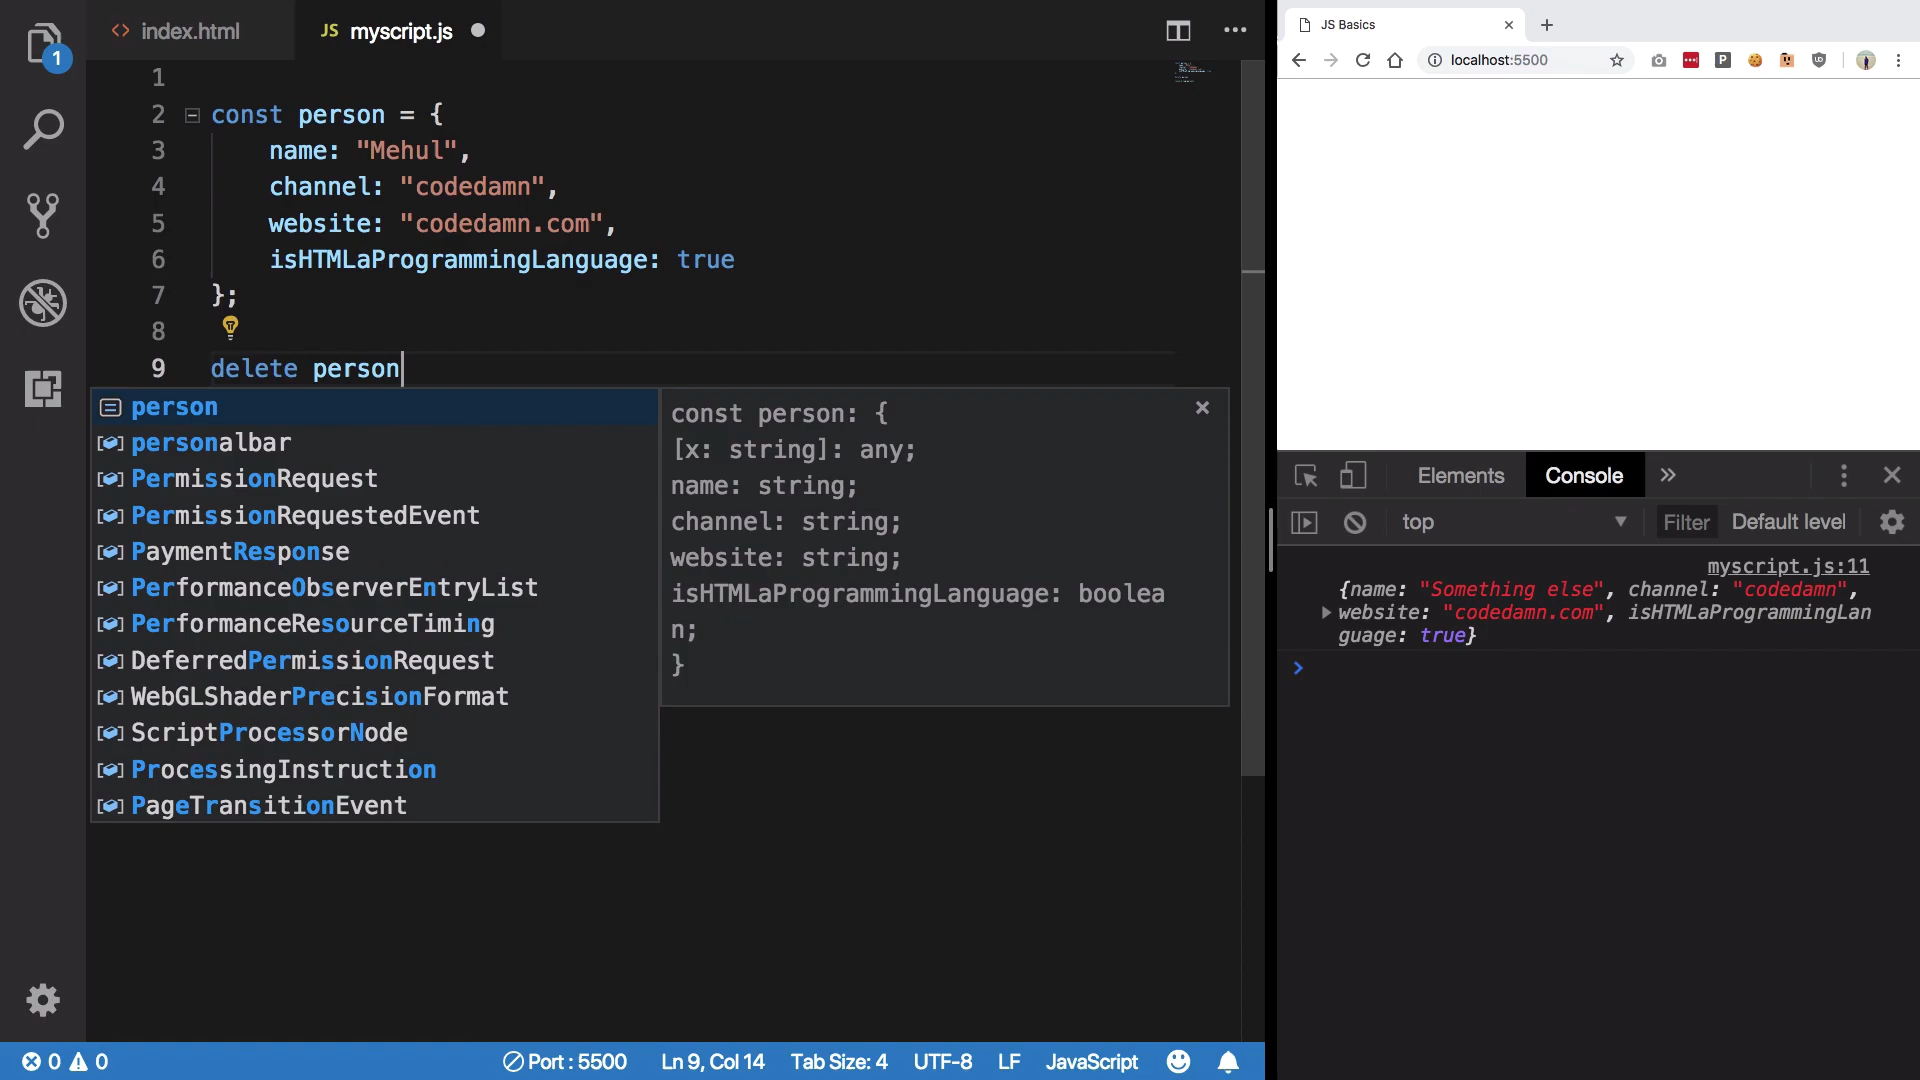 index.html
JS myscript.js
1
1
2 const person = {
3 name: "Mehul",
4 channel: "codedamn",
5 website: "codedamn.com",
6 isHTMLaProgrammingLanguage: true
7 };
8
9 delete person
person
personalbar
PermissionRequest
PermissionRequestedEvent
PaymentResponse
PerformanceObserverEntryList
PerformanceResourceTiming
DeferredPermissionRequest
WebGLShaderPrecisionFormat
ScriptProcessorNode
ProcessingInstruction
PageTransitionEvent
const person: {
[x: string]: any;
name: string;
channel: string;
website: string;
isHTMLaProgrammingLanguage: boolea
n;
}
0 0
Port : 5500
Ln 9, Col 14
Tab Size: 4
UTF-8
LF
JavaScript
JS Basics
localhost:5500
Elements
Console
top
Filter
Default level
myscript.js:11
{name: "Something else", channel: "codedamn",
website: "codedamn.com", isHTMLaProgrammingLan
guage: true}